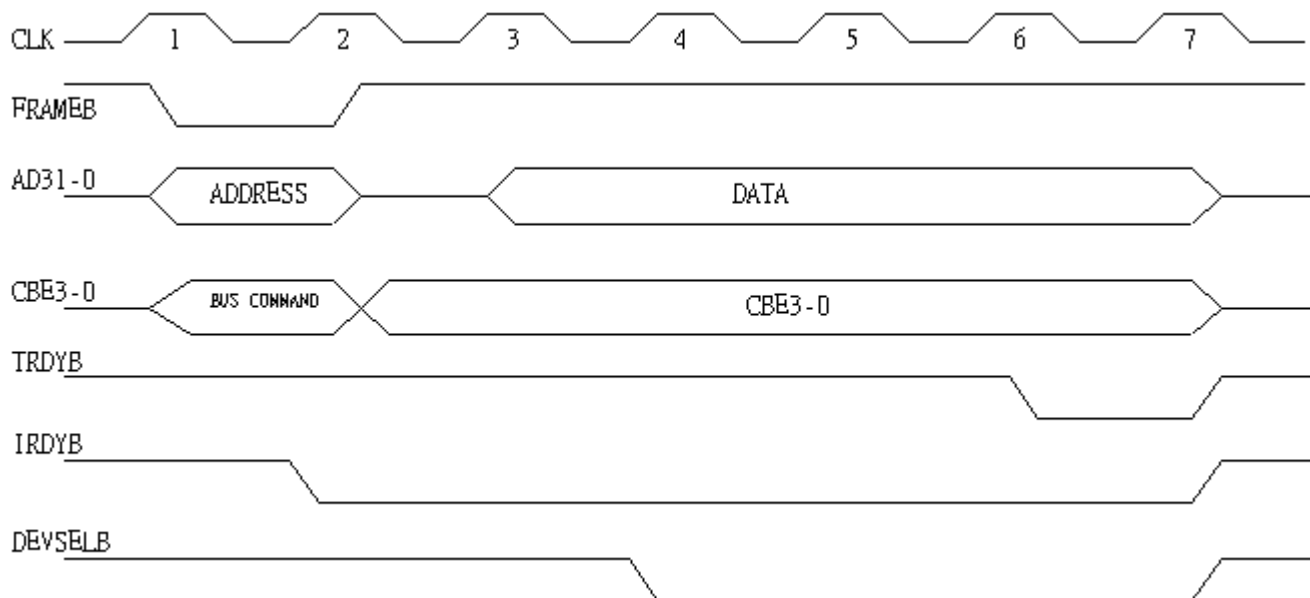 CLK 1 2 3 4 5 6 7
FRAMEB
AD31-0 ADDRESS DATA
CBE3-0 BUS COMMAND CBE3-0
TRDYB
IRDYB
DEVSELB